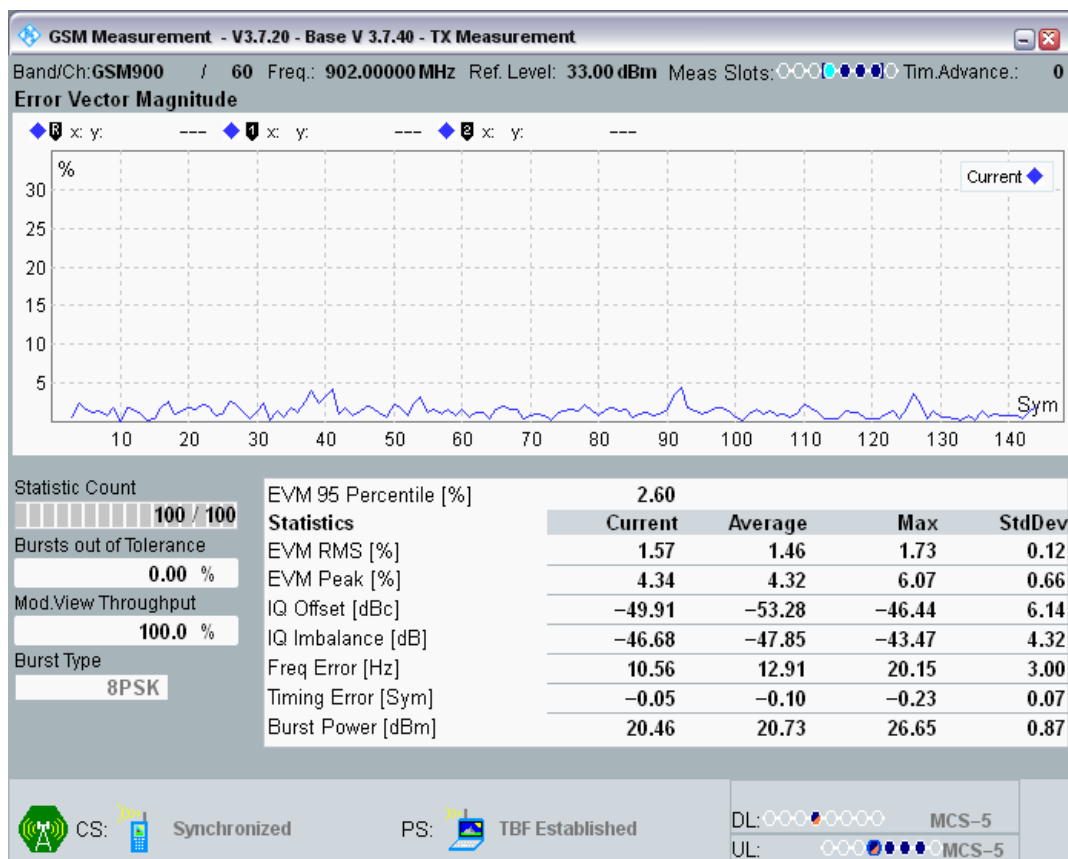 GSM Measurement - V3.7.20 - Base V 3.7.40 - TX Measurement
Band/Ch:GSM900 / 60 Freq.: 902.00000 MHz Ref. Level: 33.00 dBm Meas Slots: Tim.Advance.: 0
Error Vector Magnitude
R x: y: --- 1 x: y: --- 2 x: y: ---
%
Current
30
25
20
15
10
5
Sym
10 20 30 40 50 60 70 80 90 100 110 120 130 140
Statistic Count
100 / 100
Bursts out of Tolerance
0.00 %
Mod.View Throughput
100.0 %
Burst Type
8PSK
EVM 95 Percentile [%] 2.60
Statistics Current Average Max StdDev
EVM RMS [%] 1.57 1.46 1.73 0.12
EVM Peak [%] 4.34 4.32 6.07 0.66
IQ Offset [dBc] −49.91 −53.28 −46.44 6.14
IQ Imbalance [dB] −46.68 −47.85 −43.47 4.32
Freq Error [Hz] 10.56 12.91 20.15 3.00
Timing Error [Sym] −0.05 −0.10 −0.23 0.07
Burst Power [dBm] 20.46 20.73 26.65 0.87
CS: Synchronized PS: TBF Established
DL: MCS−5
UL: MCS−5